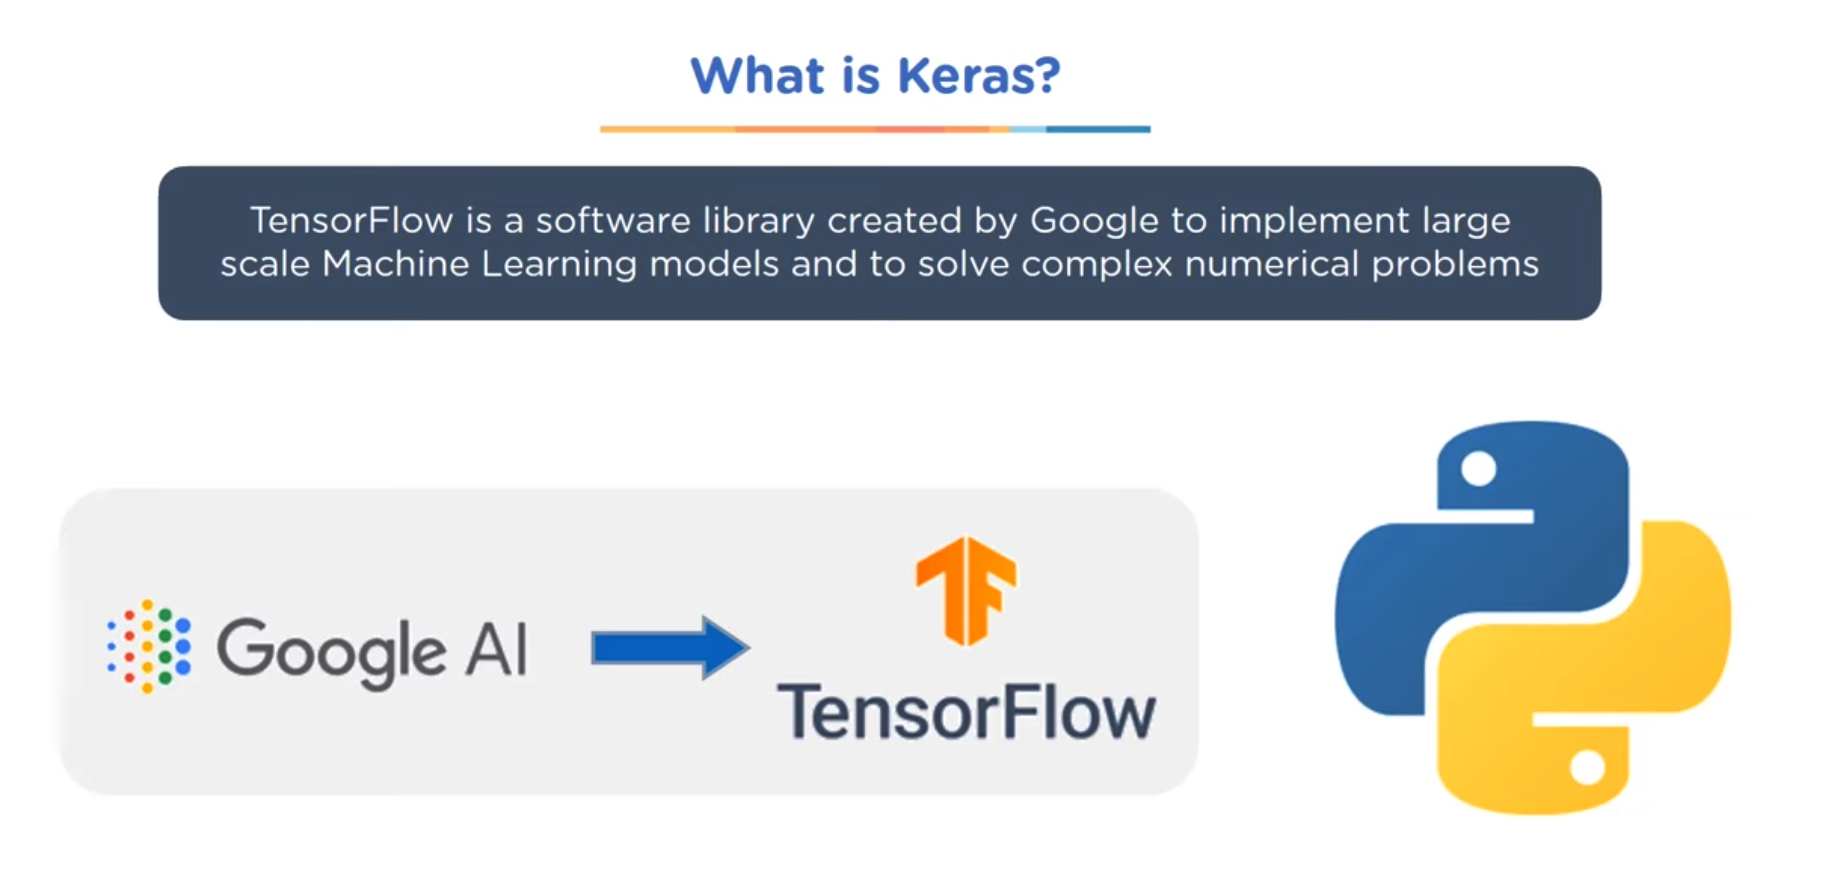 What is Keras?
TensorFlow is a software library created by Google to implement large
scale Machine Learning models and to solve complex numerical problems
Google AI
TensorFlow